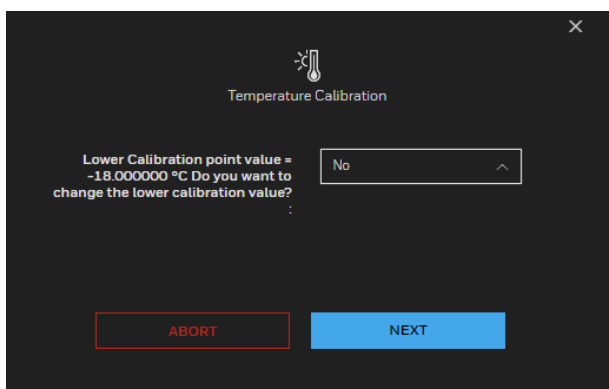 Temperature Calibration
Lower Calibration point value =
-18.000000 °C Do you want to
change the lower calibration value?
:
No
ABORT
NEXT